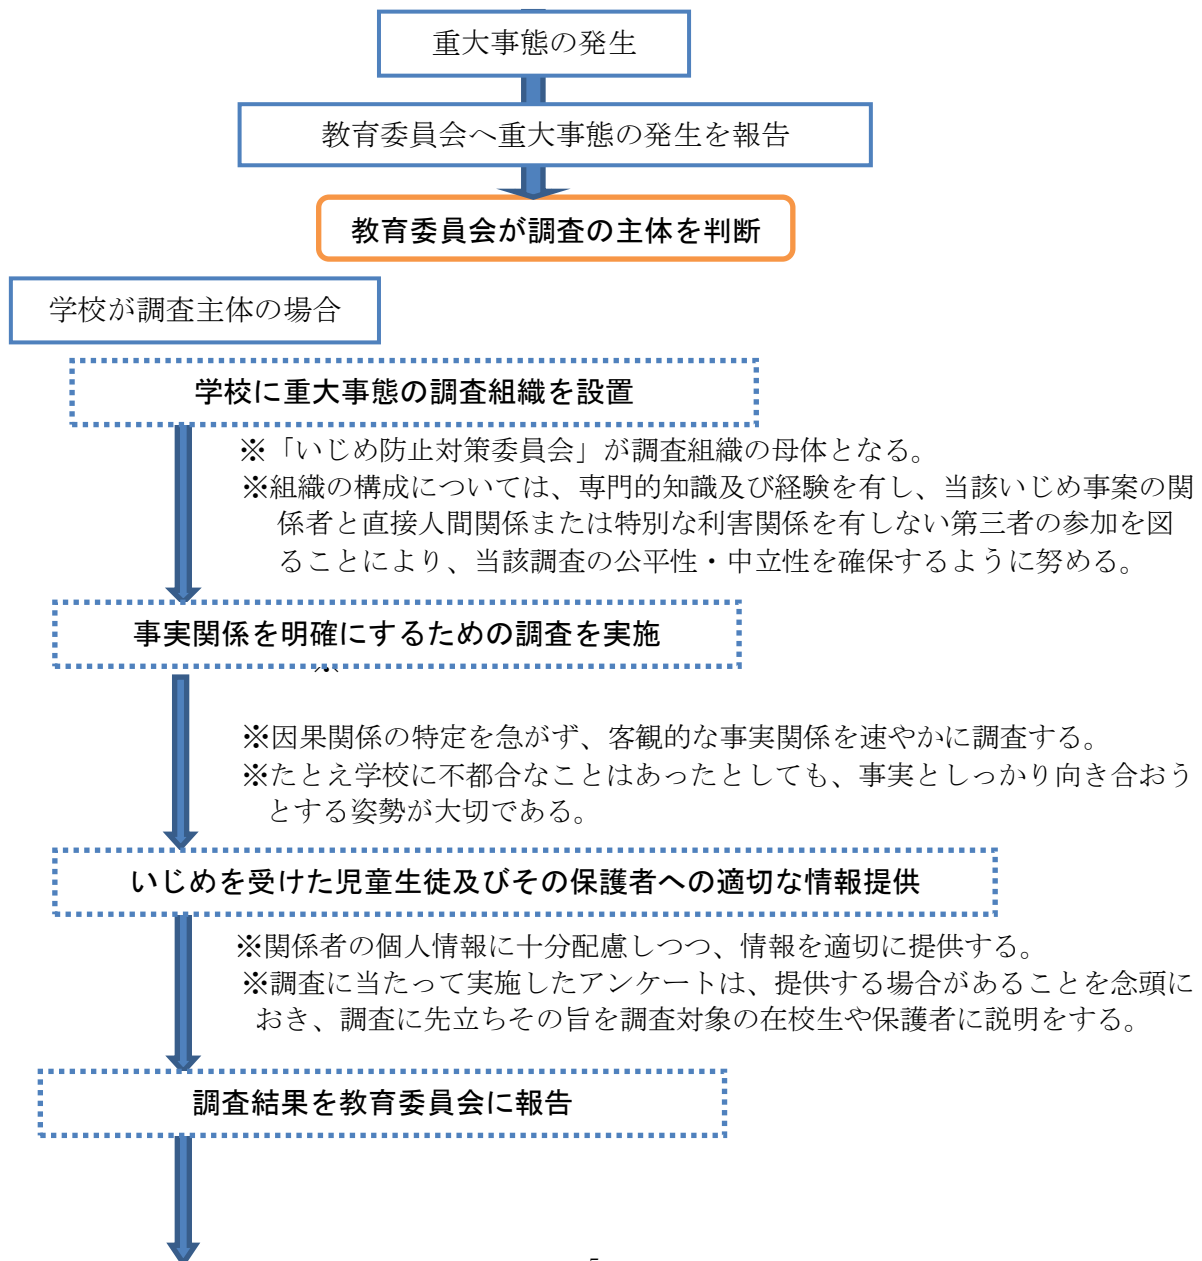 重大事態の発生
教育委員会へ重大事態の発生を報告
教育委員会が調査の主体を判断
学校が調査主体の場合
学校に重大事態の調査組織を設置
※「いじめ防止対策委員会」が調査組織の母体となる。
※組織の構成については、専門的知識及び経験を有し、当該いじめ事案の関
係者と直接人間関係または特別な利害関係を有しない第三者の参加を図
ることにより、当該調査の公平性・中立性を確保するように努める。
事実関係を明確にするための調査を実施
※因果関係の特定を急がず、客観的な事実関係を速やかに調査する。
※たとえ学校に不都合なことはあったとしても、事実としっかり向き合おう
とする姿勢が大切である。
いじめを受けた児童生徒及びその保護者への適切な情報提供
※関係者の個人情報に十分配慮しつつ、情報を適切に提供する。
※調査に当たって実施したアンケートは、提供する場合があることを念頭に
おき、調査に先立ちその旨を調査対象の在校生や保護者に説明をする。
調査結果を教育委員会に報告